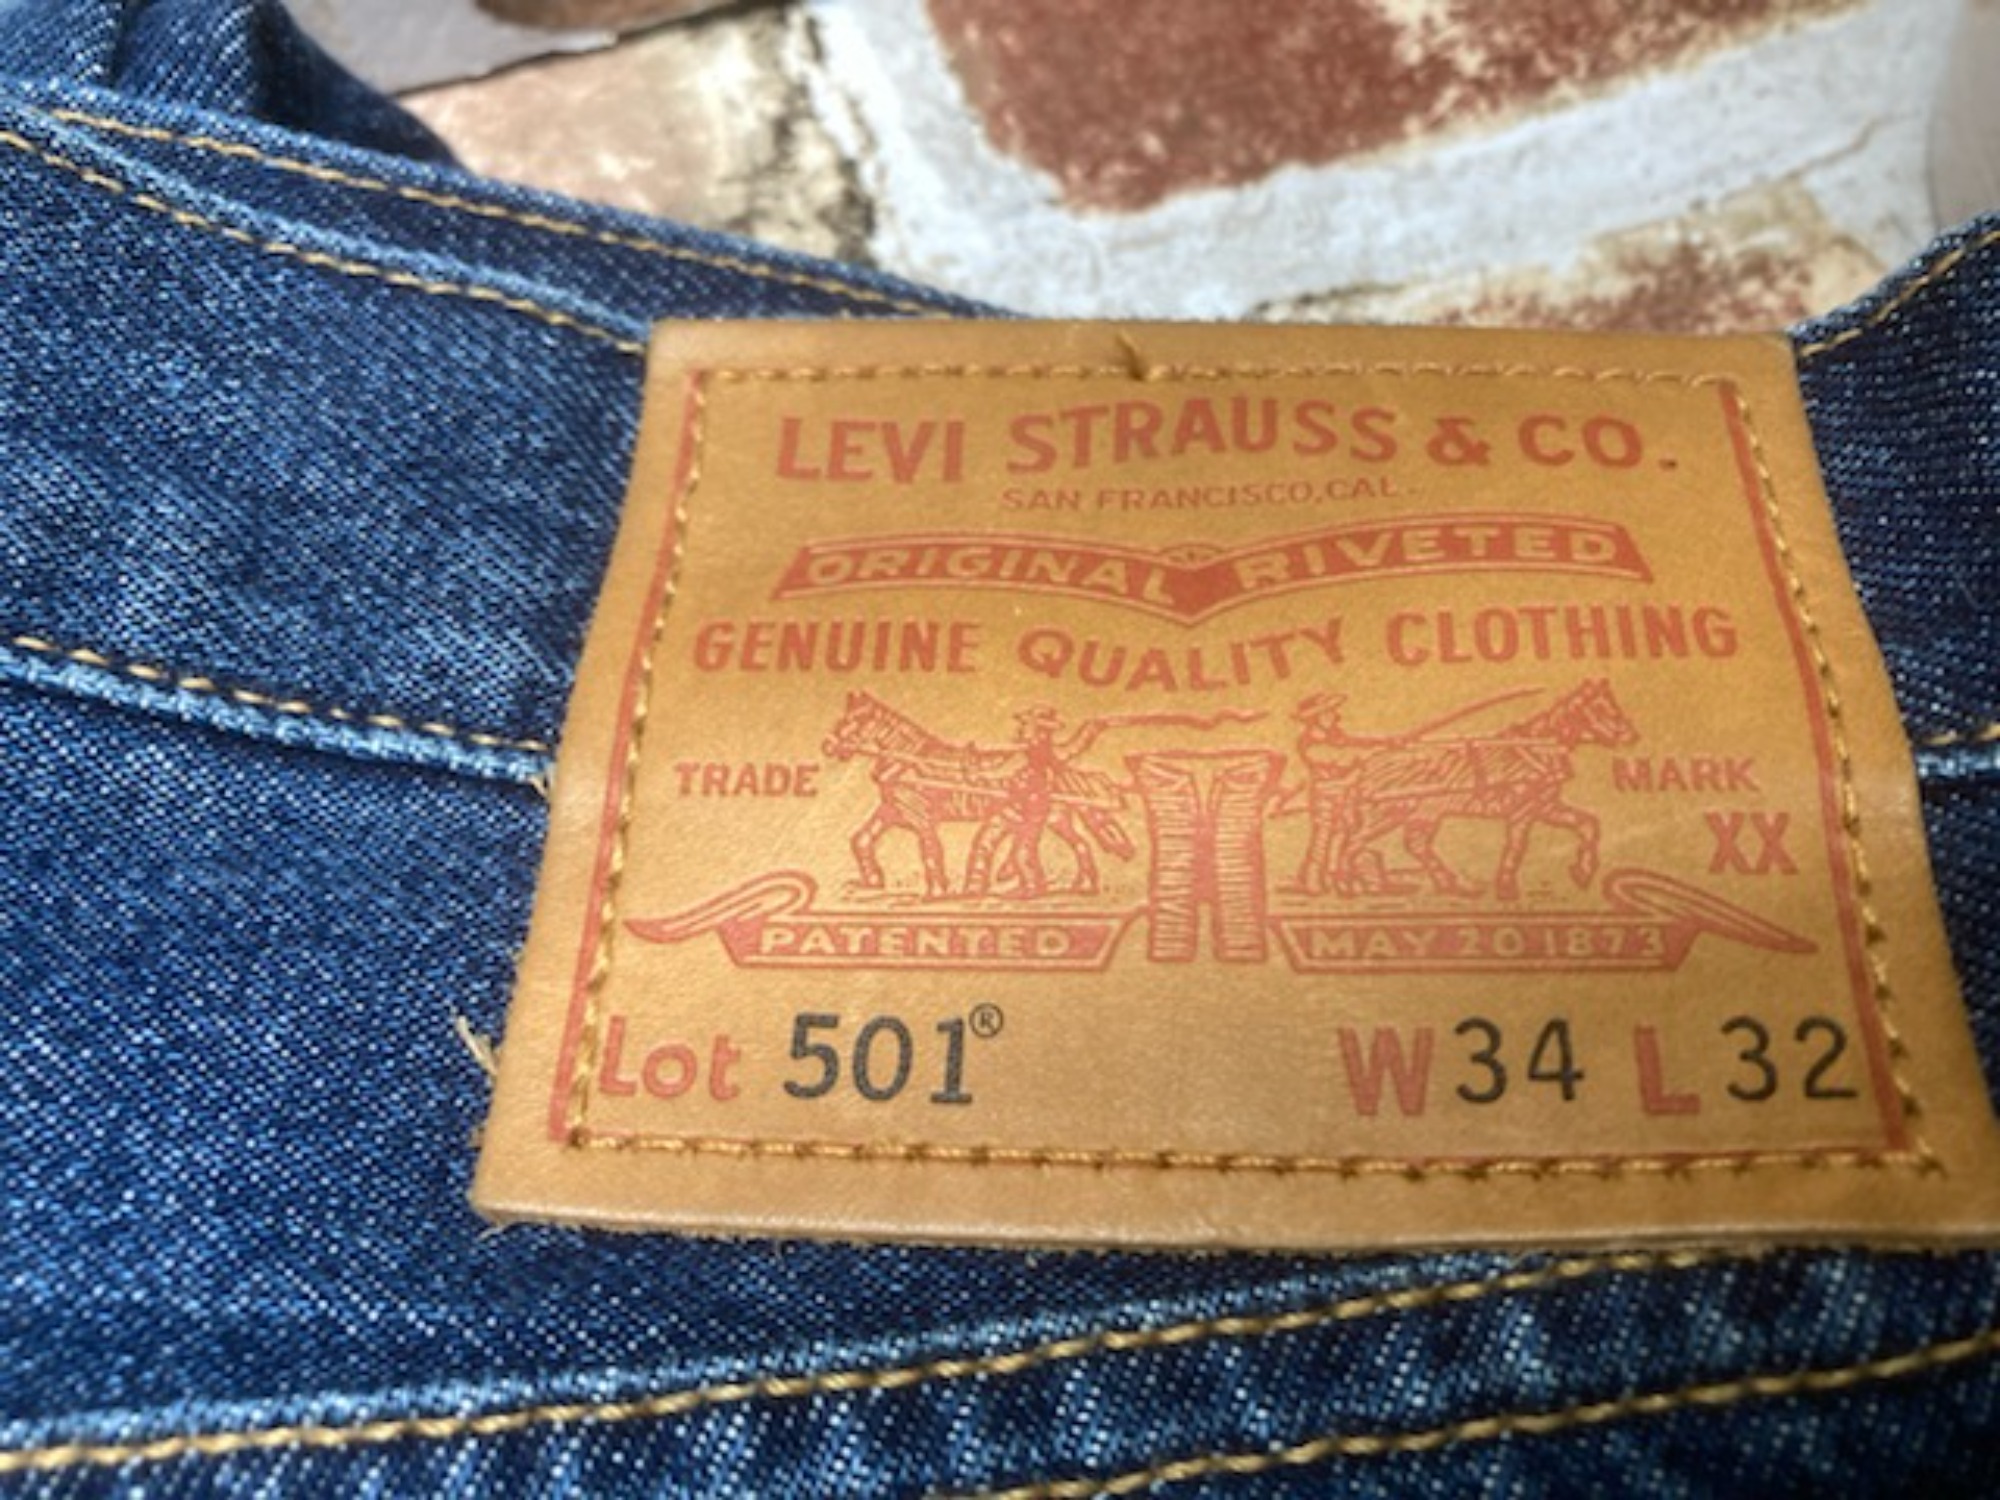 LEVI STRAUSS & CO.
SAN FRANCISCO, CAL.
ORIGINAL RIVETED
GENUINE QUALITY CLOTHING
TRADE MARK
XX
PATENTED MAY 20 1873
Lot 501® W34 L32